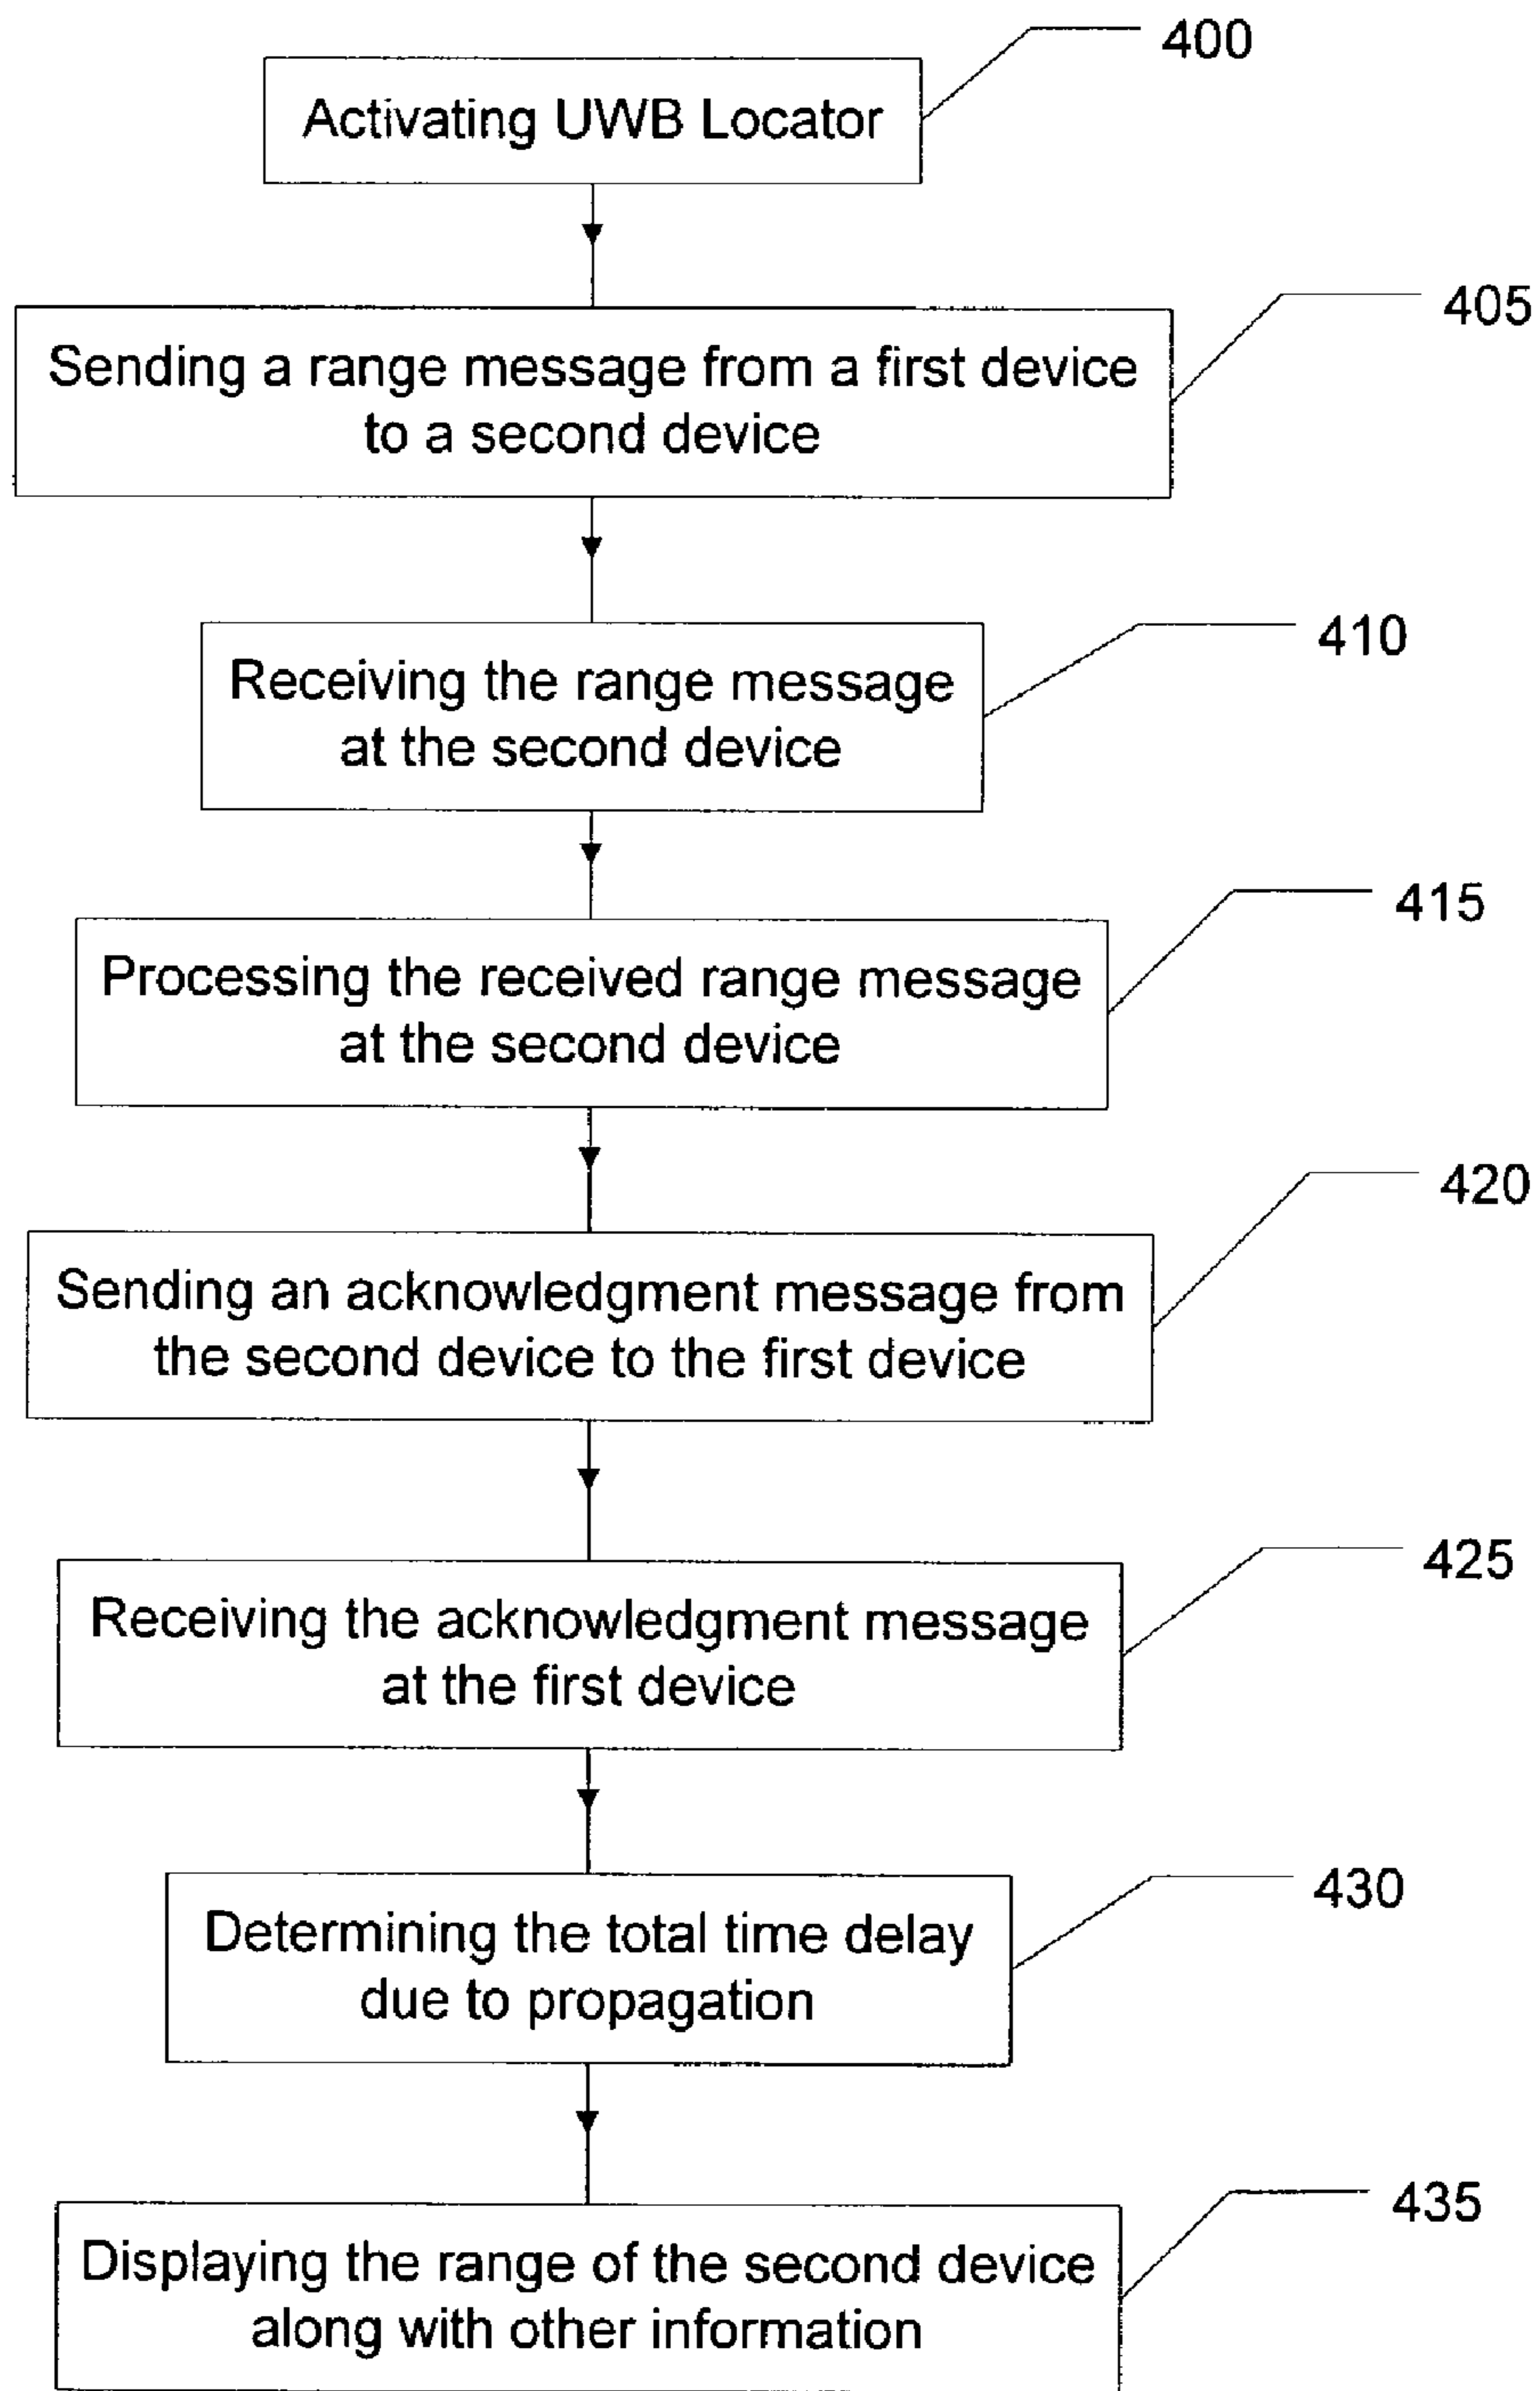 400
Activating UWB Locator
405
Sending a range message from a first device
to a second device
410
Receiving the range message
at the second device
415
Processing the received range message
at the second device
420
Sending an acknowledgment message from
the second device to the first device
425
Receiving the acknowledgment message
at the first device
430
Determining the total time delay
due to propagation
435
Displaying the range of the second device
along with other information